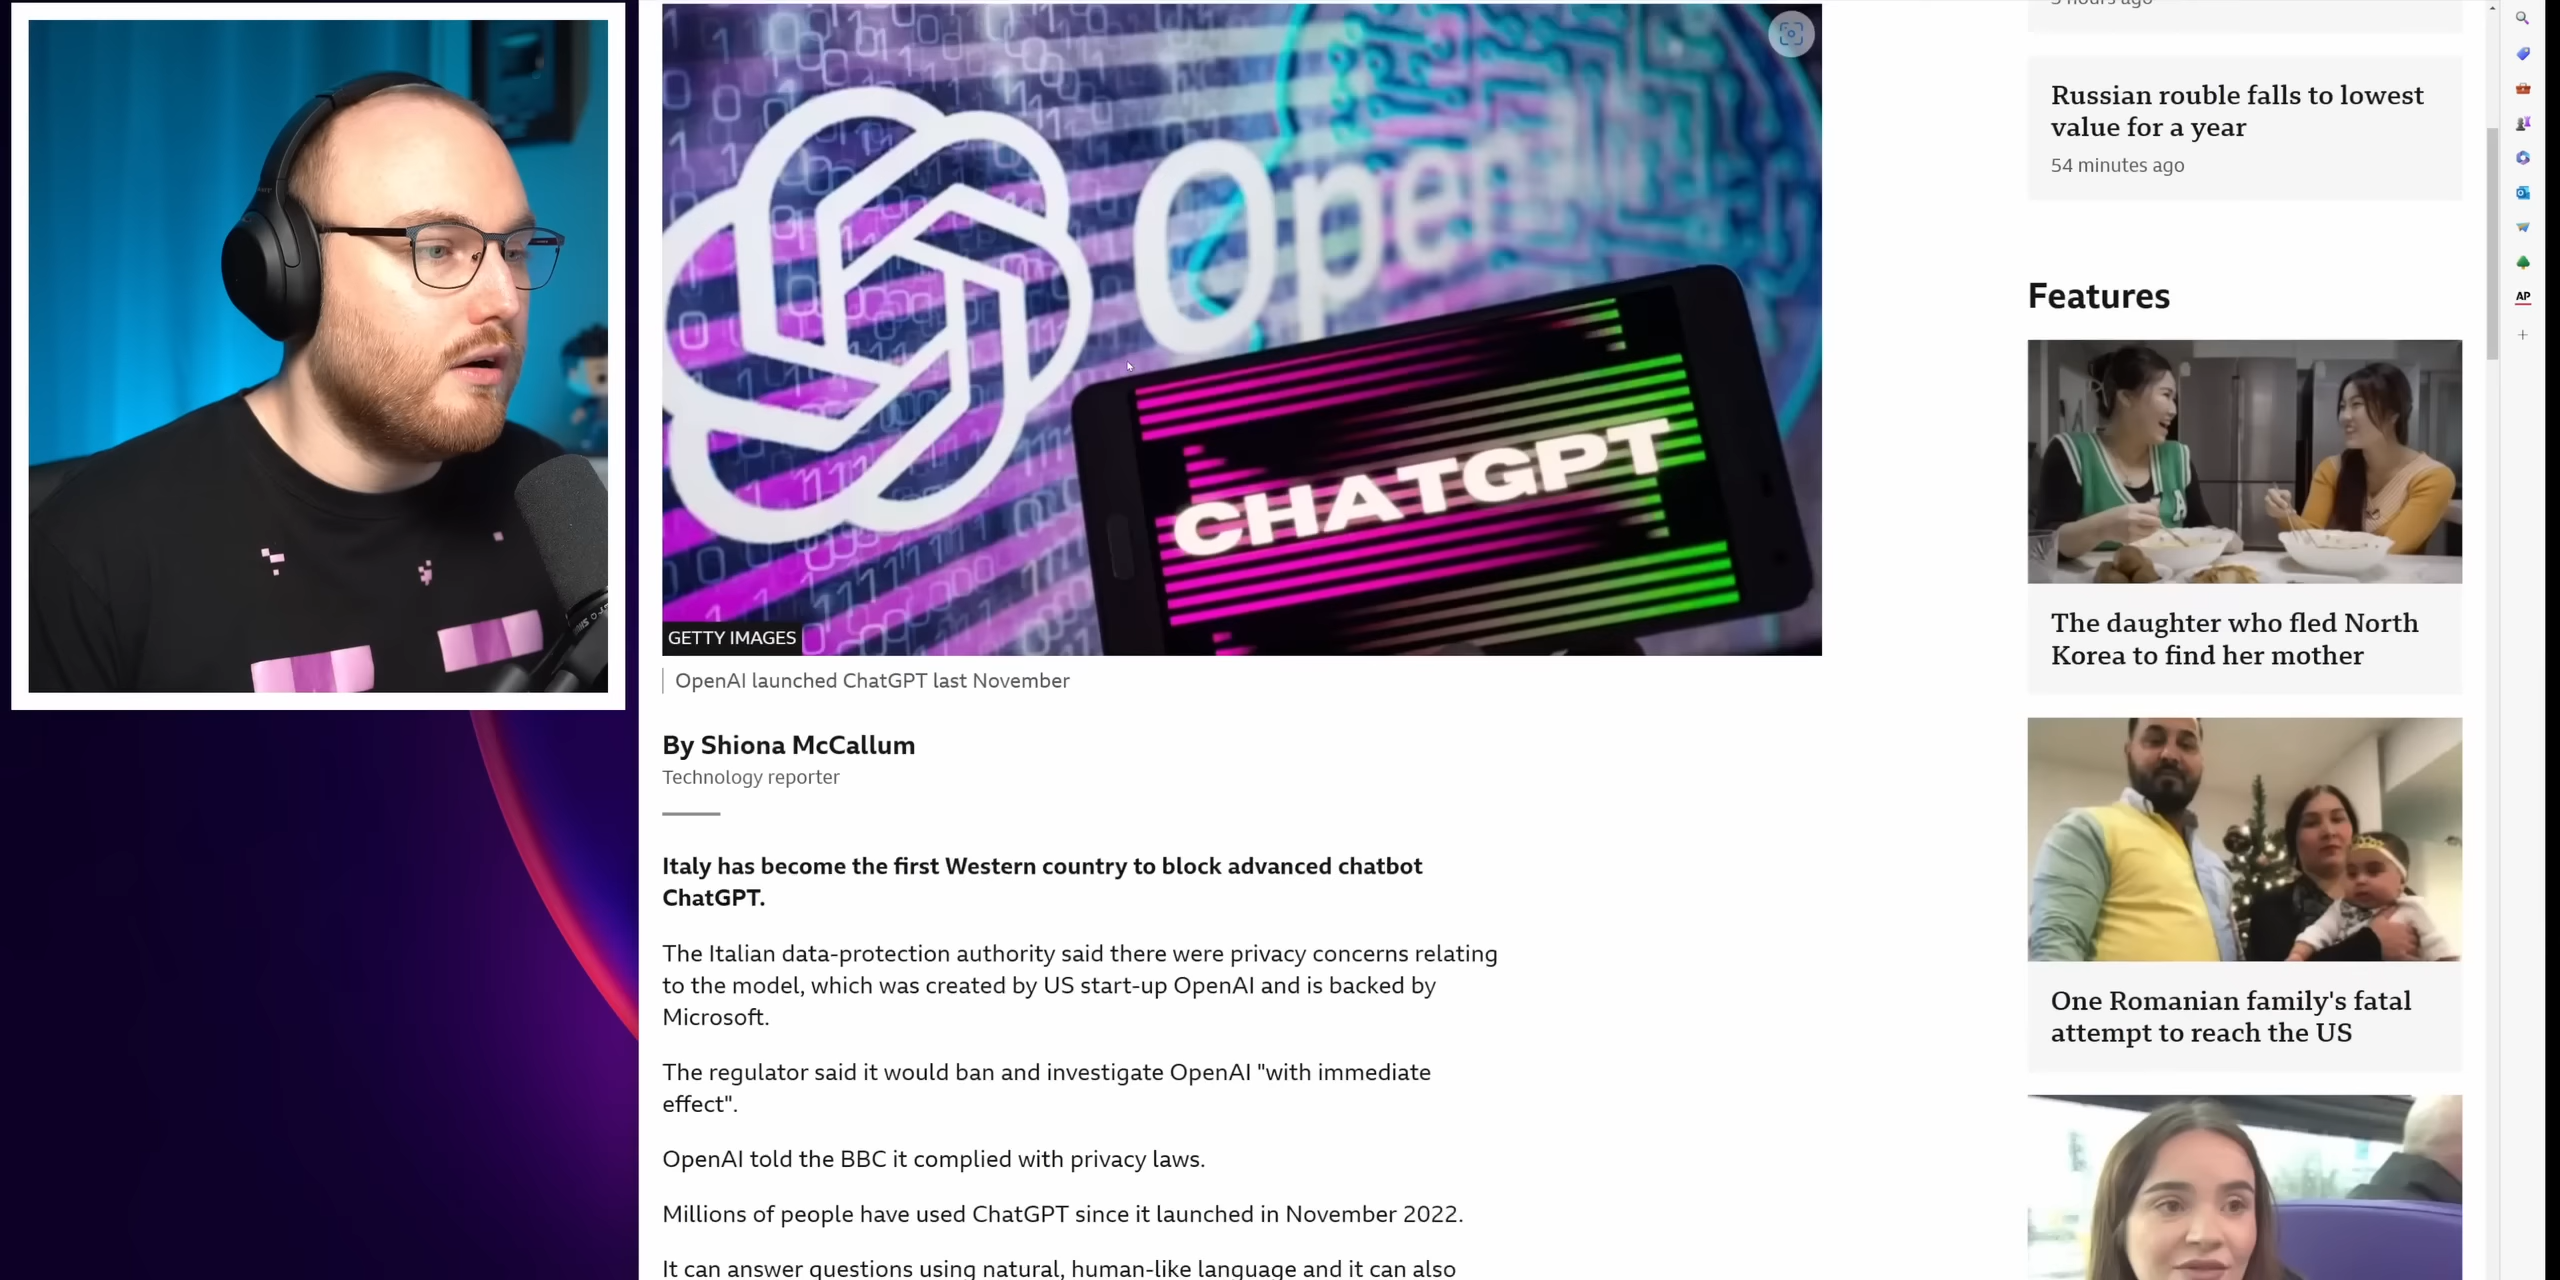 Open
CHATGPT
GETTY IMAGES
OpenAI launched ChatGPT last November
By Shiona McCallum
Technology reporter
Italy has become the first Western country to block advanced chatbot
ChatGPT.
The Italian data-protection authority said there were privacy concerns relating
to the model, which was created by US start-up OpenAI and is backed by
Microsoft.
The regulator said it would ban and investigate OpenAI "with immediate
effect".
OpenAI told the BBC it complied with privacy laws.
Millions of people have used ChatGPT since it launched in November 2022.
It can answer questions using natural, human-like language and it can also
hours ago
Russian rouble falls to lowest
value for a year
54 minutes ago
Features
The daughter who fled North
Korea to find her mother
One Romanian family's fatal
attempt to reach the US
AP